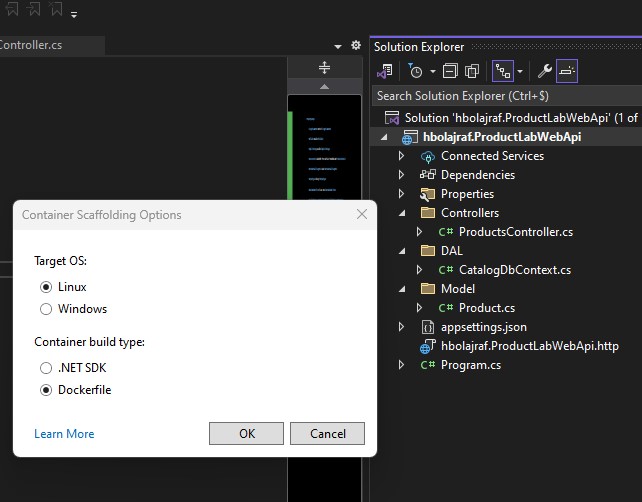 Controller.cs
Solution Explorer
Search Solution Explorer (Ctrl+$)
Solution 'hbolajraf.ProductLabWebApi' (1 of
hbolajraf.ProductLabWebApi
Connected Services
Dependencies
Properties
Controllers
C# ProductsController.cs
DAL
C# CatalogDbContext.cs
Model
C# Product.cs
appsettings.json
hbolajraf.ProductLabWebApi.http
C# Program.cs
Container Scaffolding Options
Target OS:
Linux
Windows
Container build type:
.NET SDK
Dockerfile
Learn More
OK
Cancel